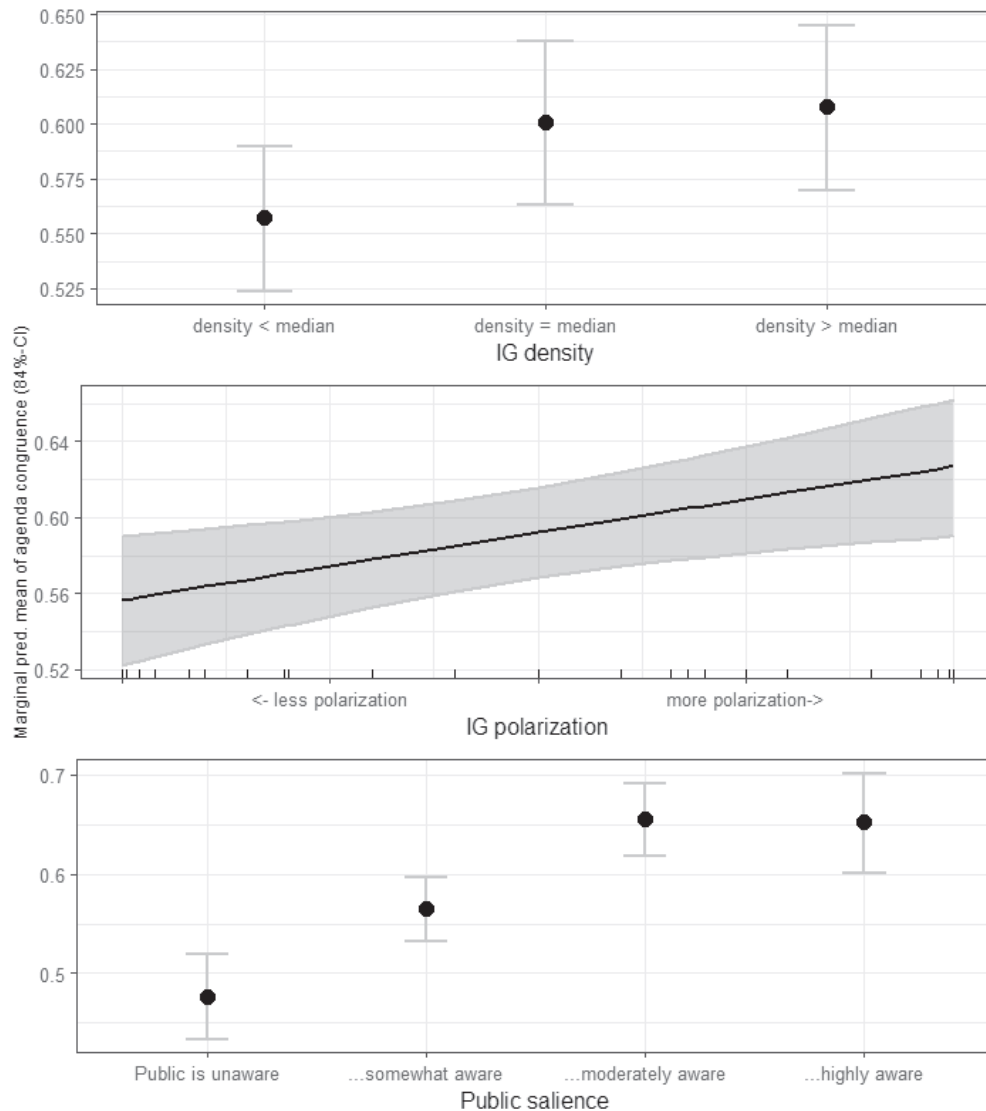 Marginal pred. mean of agenda congruence (84%-CI)
0.650
0.625
0.600
0.575
0.550
0.525
density < median density = median density > median
IG density
0.64
0.60
0.56
0.52
<- less polarization more polarization->
IG polarization
0.7
0.6
0.5
Public is unaware ...somewhat aware ...moderately aware ...highly aware
Public salience